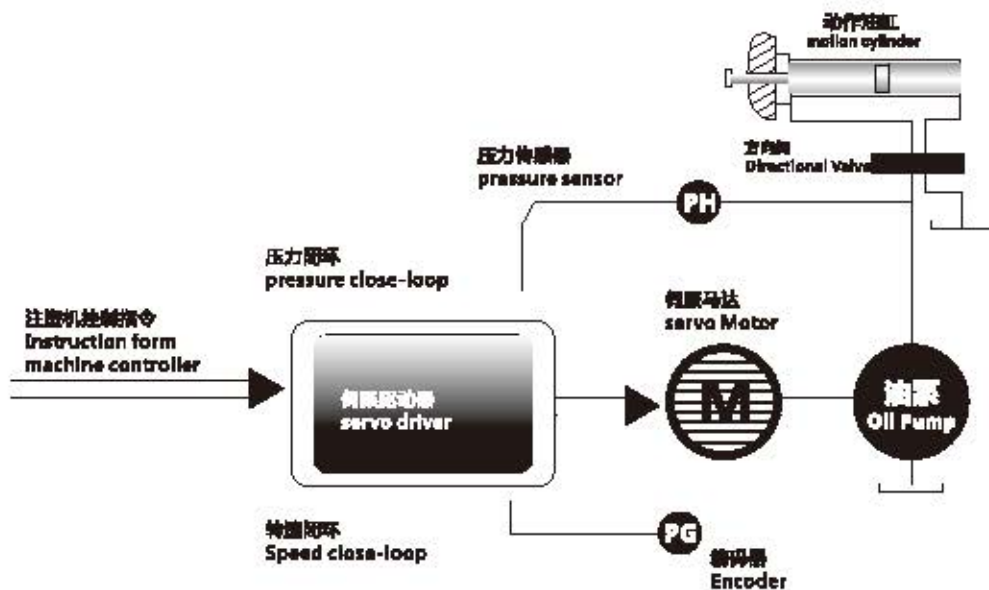 动作油缸
motion cylinder
方向阀
Directional Valve
压力传感器
pressure sensor
PH
压力闭环
pressure close-loop
注塑机控制指令
Instruction form
machine controller
伺服马达
servo Motor
伺服驱动器
servo driver
M
油泵
Oil Pump
转速闭环
Speed close-loop
PG
编码器
Encoder